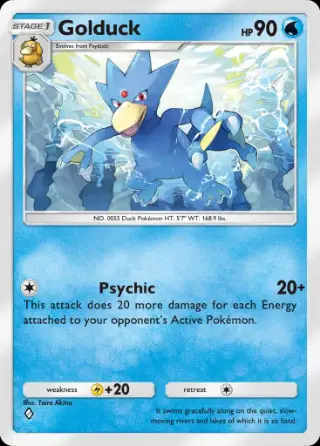 STAGE 1 Golduck HP 90
Evolves from Psyduck
NO. 0055 Duck Pokémon HT: 5'7" WT: 168.9 lbs.
Psychic 20+
This attack does 20 more damage for each Energy
attached to your opponent's Active Pokémon.
weakness +20 retreat
Illus. Taira Akitsu
It swims gracefully along on the quiet, slow-
moving rivers and lakes of which it is so fond.